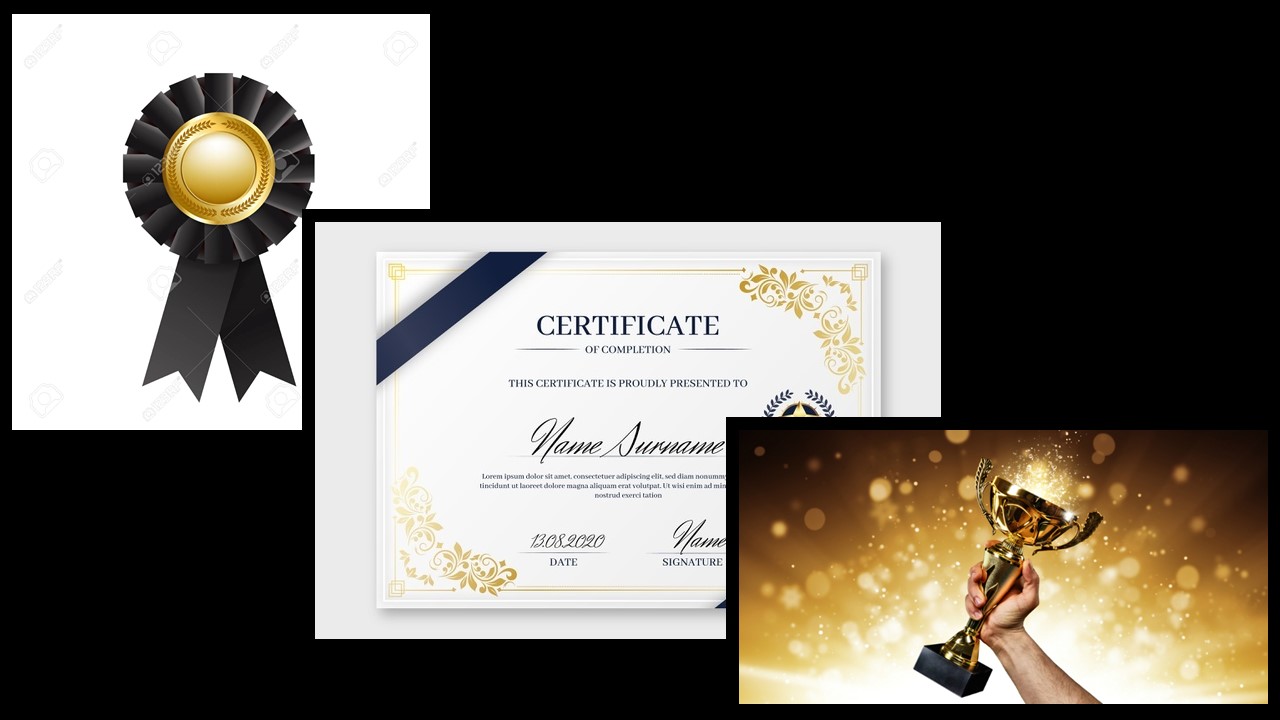 CERTIFICATE
OF COMPLETION
THIS CERTIFICATE IS PROUDLY PRESENTED TO
Name Surname
Lorem ipsum dolor sit amet, consectetuer adipiscing elit, sed diam nonummy
tincidunt ut laoreet dolore magna aliquam erat volutpat. Ut wisi enim ad min
nostrud exerci tation
13.08.2020
Name
DATE
SIGNATURE